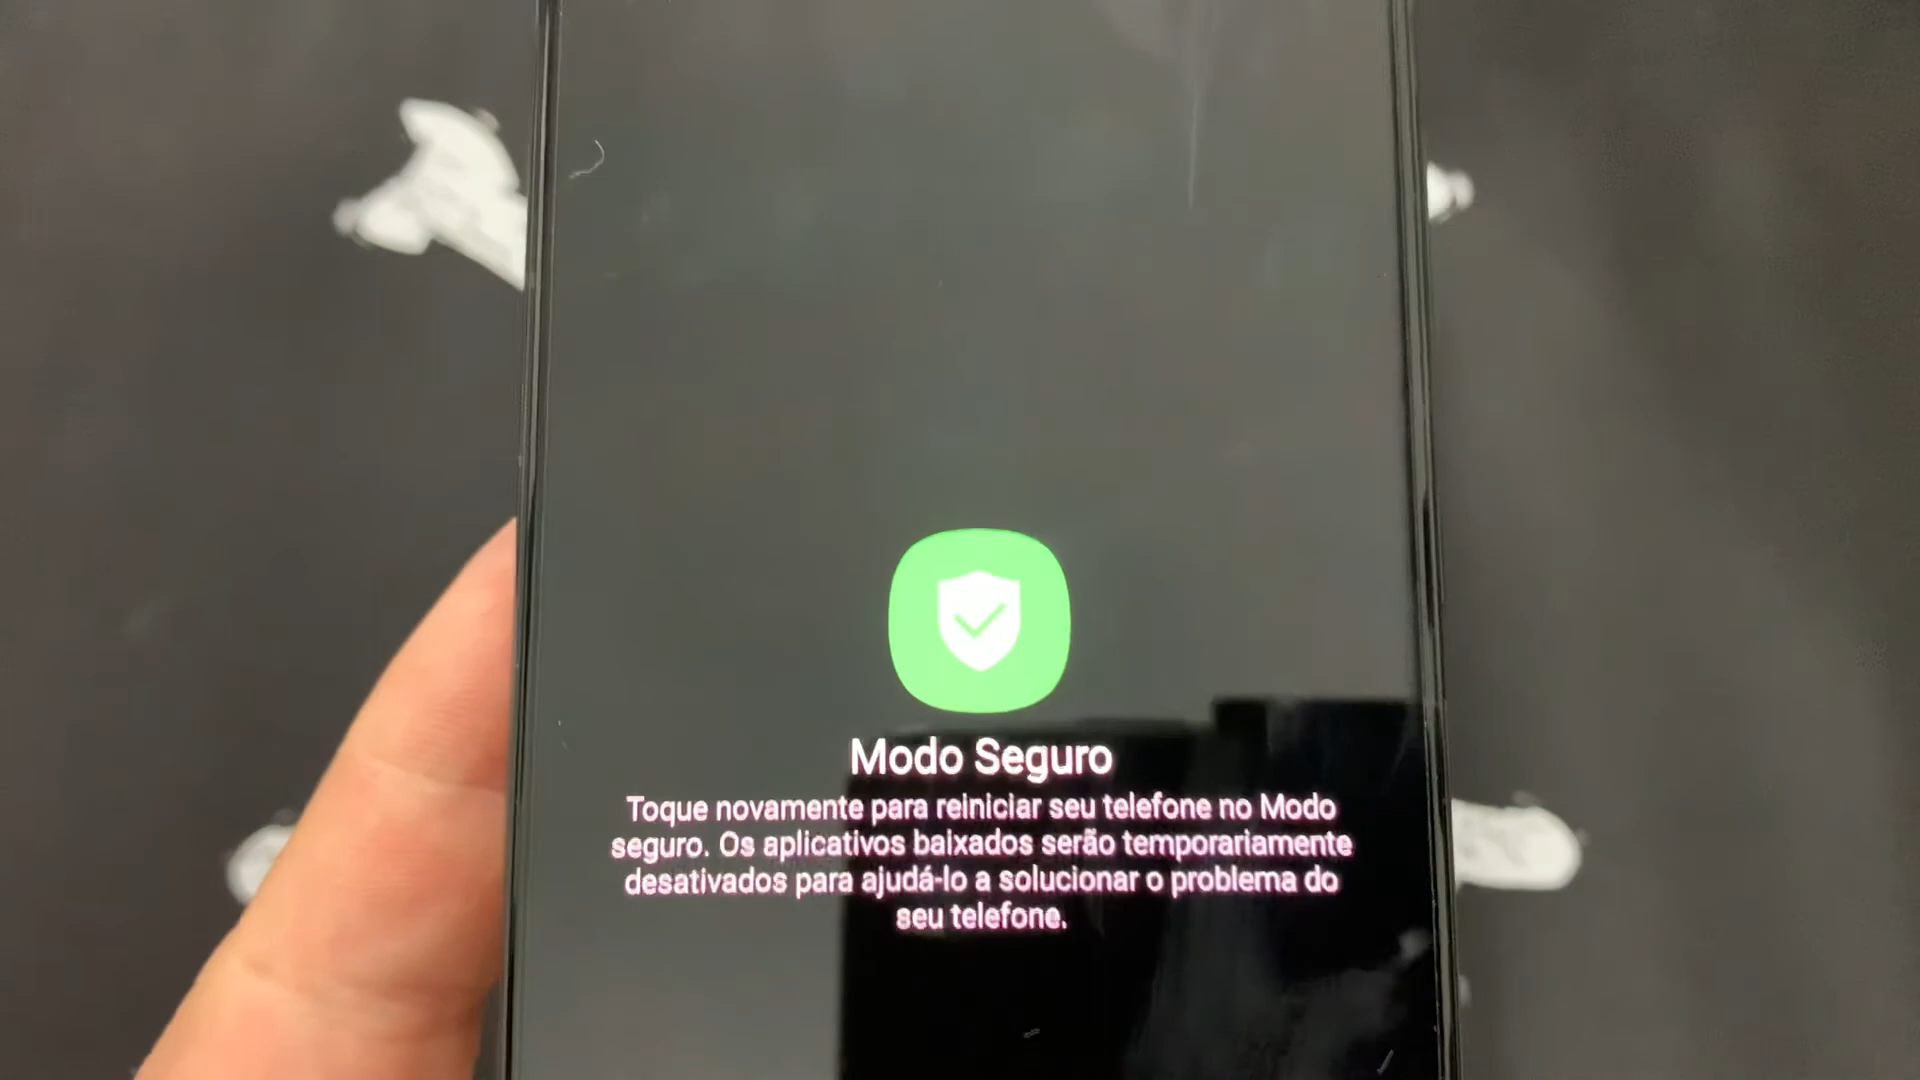 Modo Seguro
Toque novamente para reiniciar seu telefone no Modo
seguro. Os aplicativos baixados serão temporariamente
desativados para ajudá-lo a solucionar o problema do
seu telefone.